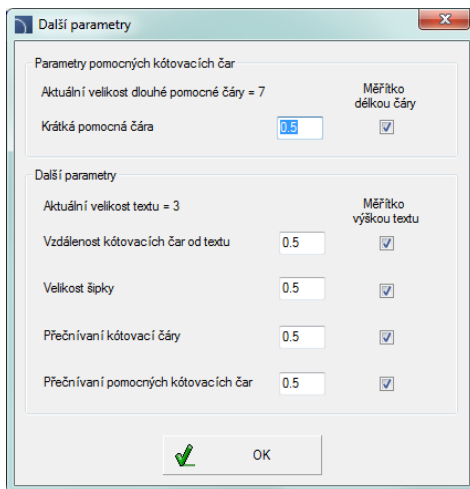 Další parametry
Parametry pomocných kótovacích čar
Aktuální velikost dlouhé pomocné čáry = 7
Měřítko
délkou čáry
Krátká pomocná čára
0.5
Další parametry
Aktuální velikost textu = 3
Měřítko
výškou textu
Vzdálenost kótovacích čar od textu
0.5
Velikost šipky
0.5
Přečnívaní kótovací čáry
0.5
Přečnívaní pomocných kótovacích čar
0.5
OK